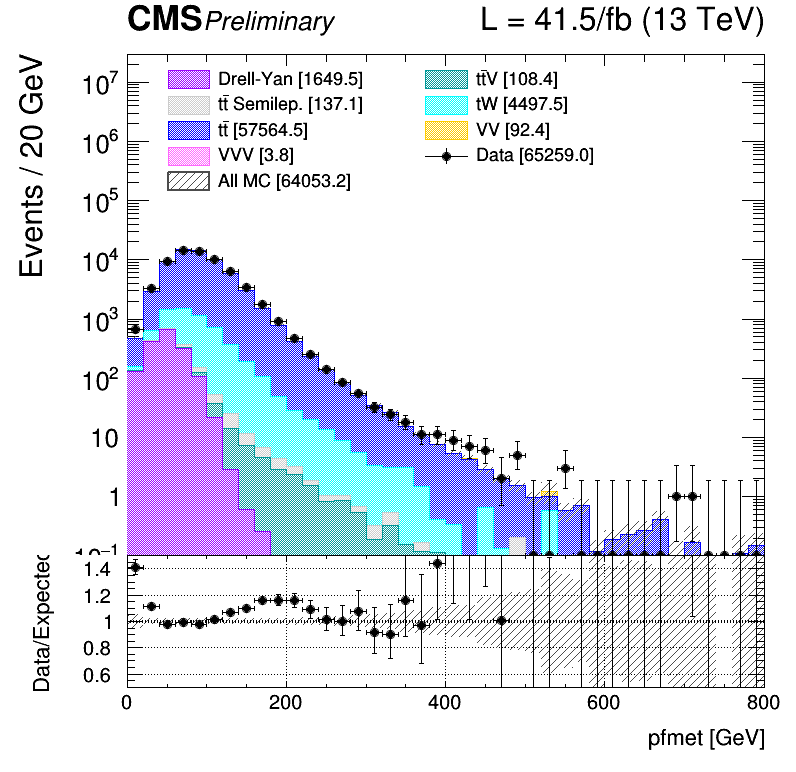 CMS Preliminary L = 41.5/fb (13 TeV)
Events / 20 GeV
Drell-Yan [1649.5]
tt̄ Semilep. [137.1]
tt̄ [57564.5]
VVV [3.8]
All MC [64053.2]
tt̄V [108.4]
tW [4497.5]
VV [92.4]
Data [65259.0]
10⁷
10⁶
10⁵
10⁴
10³
10²
10
1
10⁻¹
Data/Expected
1.4
1.2
1
0.8
0.6
0 200 400 600 800
pfmet [GeV]